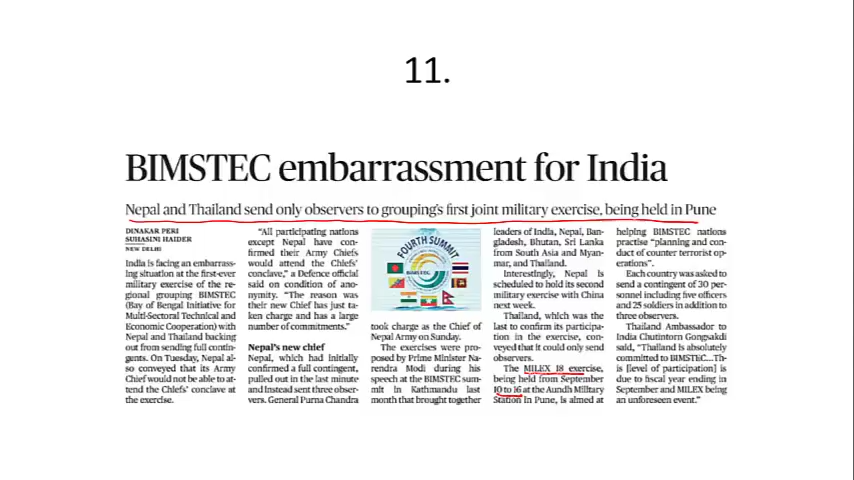 11.
BIMSTEC embarrassment for India
Nepal and Thailand send only observers to grouping's first joint military exercise, being held in Pune
DINAKAR PERI
SUHASINI HAIDER
NEW DELHI
India is facing an embarrass-
ing situation at the first-ever
military exercise of the re-
gional grouping BIMSTEC
(Bay of Bengal Initiative for
Multi-Sectoral Technical and
Economic Cooperation) with
Nepal and Thailand backing
out from sending full contin-
gents. On Tuesday, Nepal al-
so conveyed that its Army
Chief would not be able to at-
tend the Chiefs' conclave at
the exercise.
"All participating nations
except Nepal have con-
firmed their Army Chiefs
would attend the Chiefs'
conclave," a Defence official
said on condition of ano-
nymity. "The reason was
their new Chief has just ta-
ken charge and has a large
number of commitments."
Nepal's new chief
Nepal, which had initially
confirmed a full contingent,
pulled out in the last minute
and instead sent three obser-
vers. General Purna Chandra
FOURTH SUMMIT
BIMSTEC
took charge as the Chief of
Nepal Army on Sunday.
The exercises were pro-
posed by Prime Minister Na-
rendra Modi during his
speech at the BIMSTEC sum-
mit in Kathmandu last
month that brought together
leaders of India, Nepal, Ban-
gladesh, Bhutan, Sri Lanka
from South Asia and Myan-
mar, and Thailand.
Interestingly, Nepal is
scheduled to hold its second
military exercise with China
next week.
Thailand, which was the
last to confirm its participa-
tion in the exercise, con-
veyed that it could only send
observers.
The MILEX 18 exercise,
being held from September
10 to 16 at the Aundh Military
Station in Pune, is aimed at
helping BIMSTEC nations
practise "planning and con-
duct of counter terrorist op-
erations".
Each country was asked to
send a contingent of 30 per-
sonnel including five officers
and 25 soldiers in addition to
three observers.
Thailand Ambassador to
India Chutintorn Gongsakdi
said, "Thailand is absolutely
committed to BIMSTEC...Th-
is [level of participation] is
due to fiscal year ending in
September and MILEX being
an unforeseen event."